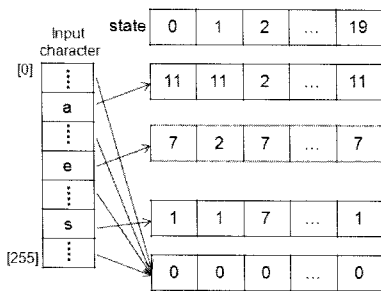 state 0 1 2 ... 19
Input
character
[0]
a
11 11 2 ... 11
e
7 2 7 ... 7
s
1 1 7 ... 1
[255]
0 0 0 ... 0